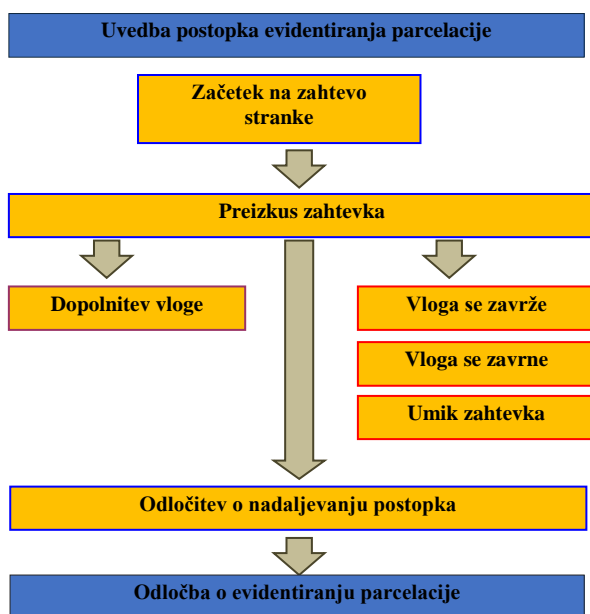 Uvedba postopka evidentiranja parcelacije
Začetek na zahtevo
stranke
Preizkus zahtevka
Dopolnitev vloge
Vloga se zavrže
Vloga se zavrne
Umik zahtevka
Odločitev o nadaljevanju postopka
Odločba o evidentiranju parcelacije